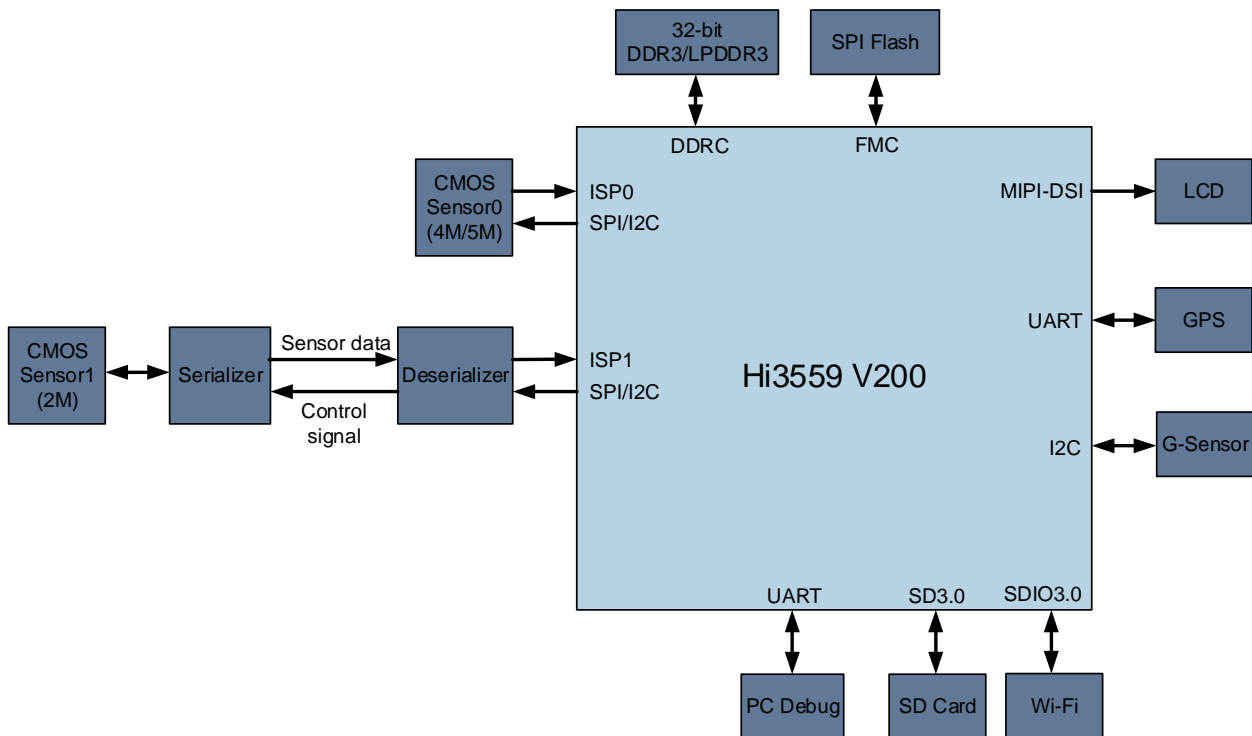 32-bit
DDR3/LPDDR3
SPI Flash
DDRC
FMC
CMOS
Sensor0
(4M/5M)
ISP0
SPI/I2C
MIPI-DSI
LCD
UART
GPS
CMOS
Sensor1
(2M)
Serializer
Sensor data
Control
signal
Deserializer
ISP1
SPI/I2C
Hi3559 V200
I2C
G-Sensor
UART
SD3.0
SDIO3.0
PC Debug
SD Card
Wi-Fi